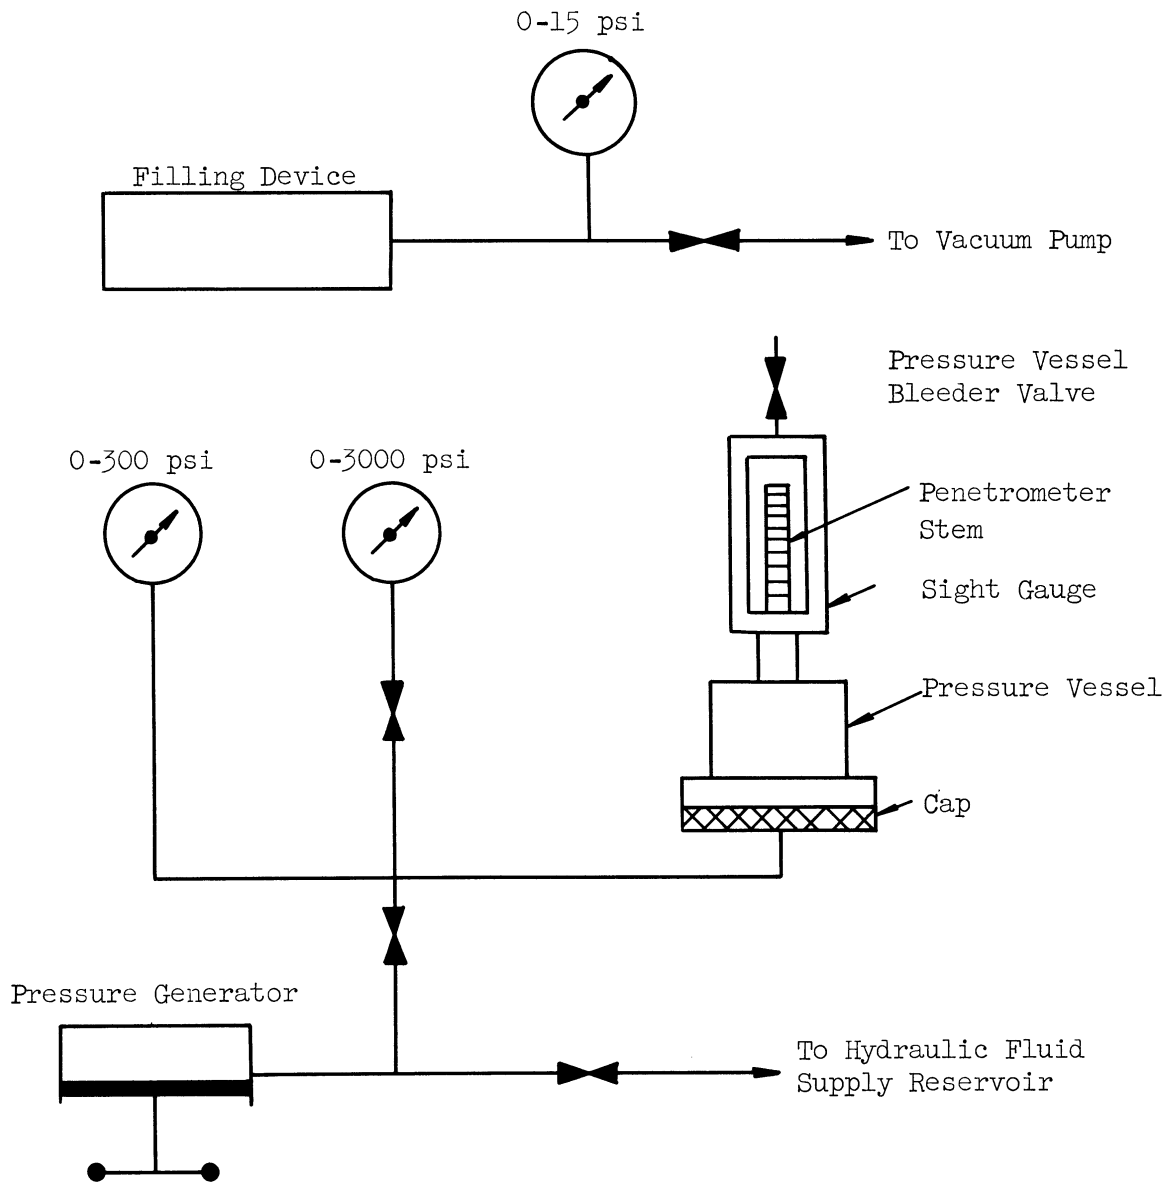 0-15 psi
Filling Device
To Vacuum Pump
Pressure Vessel
Bleeder Valve
0-300 psi
0-3000 psi
Penetrometer
Stem
Sight Gauge
Pressure Vessel
Cap
Pressure Generator
To Hydraulic Fluid
Supply Reservoir